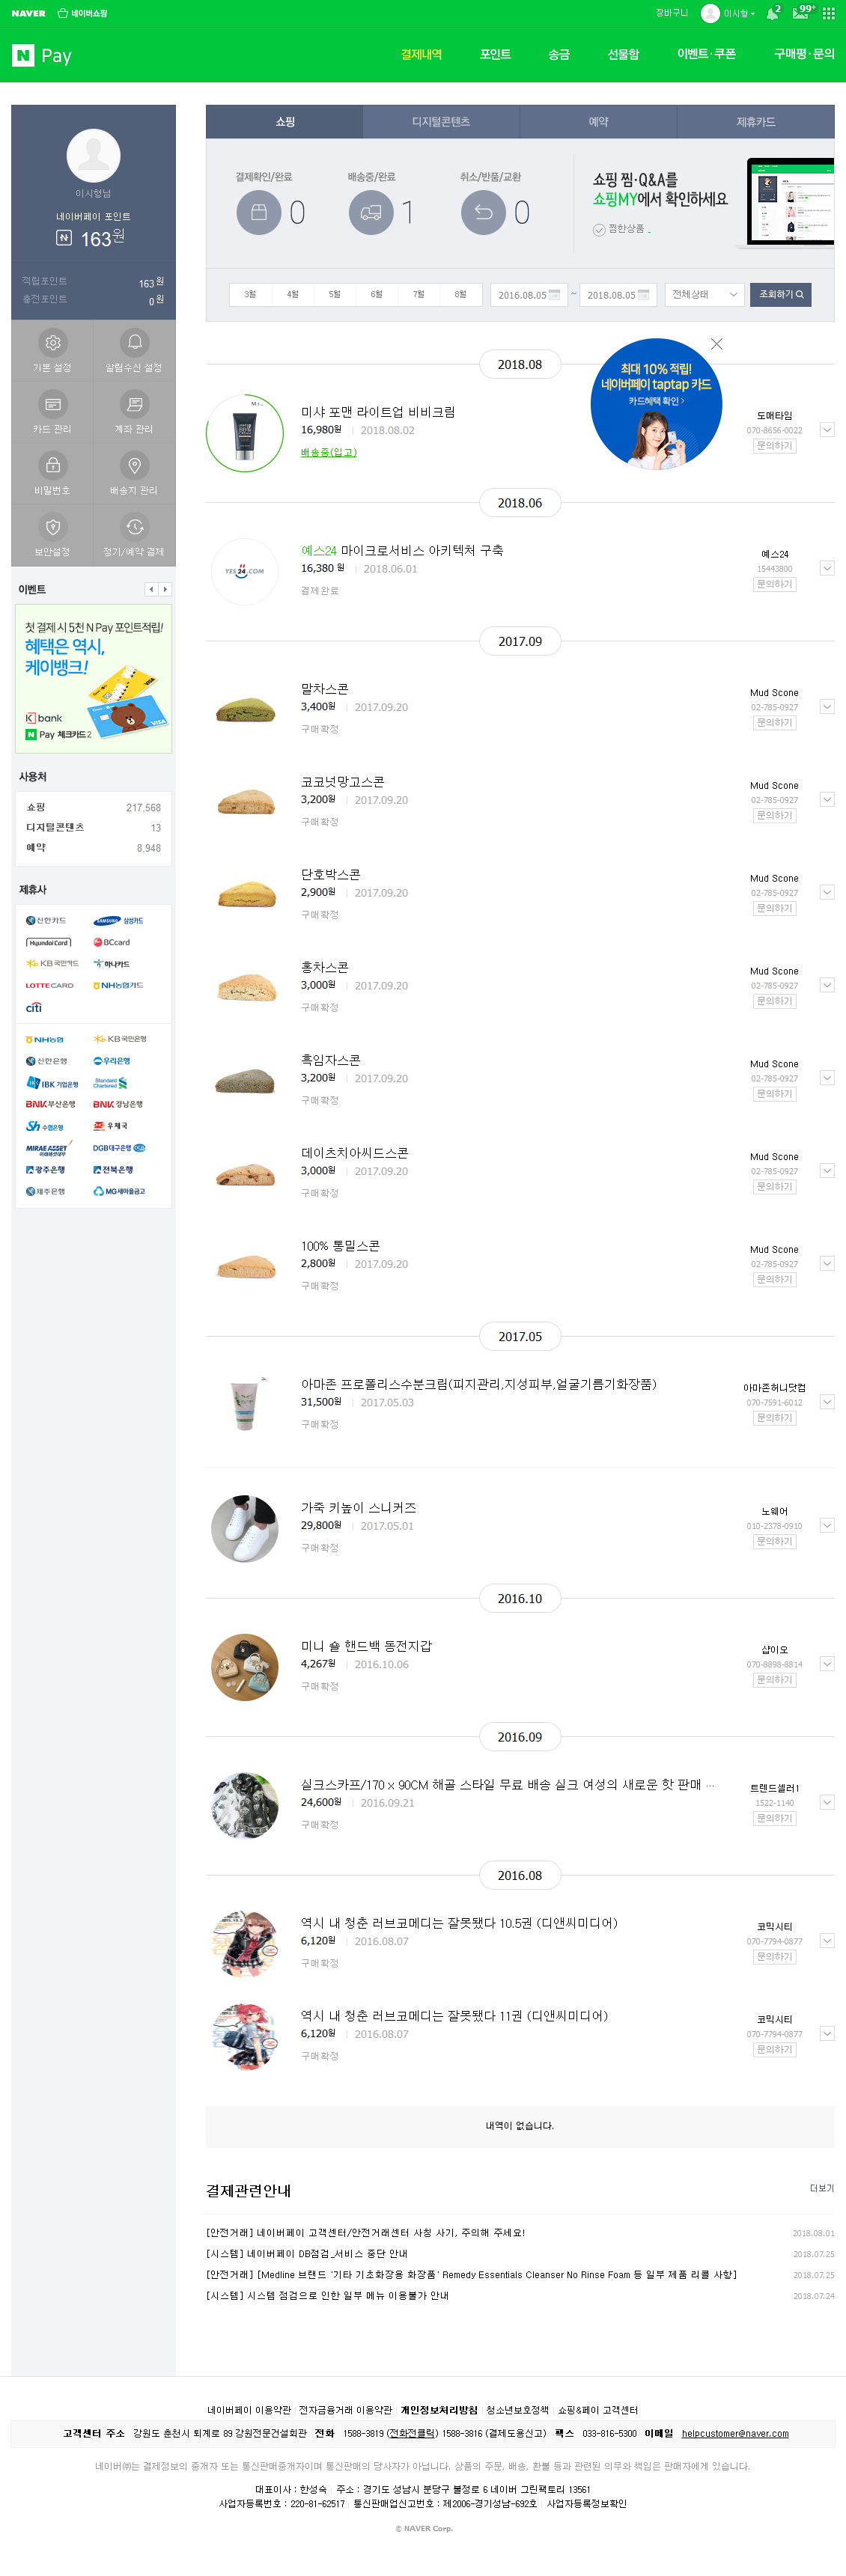 NAVER 네이버쇼핑
장바구니 이시형 2 99+
N Pay
결제내역 포인트 송금 선물함 이벤트·쿠폰 구매평·문의
이시형님
네이버페이 포인트
163원
적립포인트 163 원
충전포인트 0 원
기본 설정 알림수신 설정
카드 관리 계좌 관리
비밀번호 배송지 관리
보안설정 정기/예약 결제
이벤트
첫 결제 시 5천 N Pay 포인트적립!
혜택은 역시,
케이뱅크!
K bank
N Pay 체크카드2
VISA
VISA
사용처
쇼핑 217,568
디지털콘텐츠 13
예약 8,948
제휴사
신한카드 SAMSUNG 삼성카드
Hyundai Card BCcard
KB국민카드 하나카드
LOTTE CARD NH농협카드
citi
NH농협 KB국민은행
신한은행 우리은행
IBK 기업은행 Standard Chartered
BNK 부산은행 BNK 경남은행
Sh 수협은행 우체국
MIRAE ASSET 미래에셋대우 DGB대구은행
광주은행 전북은행
제주은행 MG새마을금고
쇼핑 디지털콘텐츠 예약 제휴카드
결제확인/완료 배송중/완료 취소/반품/교환
0 1 0
쇼핑 찜·Q&A를
쇼핑MY에서 확인하세요
찜한상품
3월 4월 5월 6월 7월 8월 2016.08.05 ~ 2018.08.05 전체상태 조회하기
2018.08
최대 10% 적립!
네이버페이 taptap 카드
카드혜택 확인 >
미샤 포맨 라이트업 비비크림
16,980원 2018.08.02
배송중(입고)
도매타임
070-8656-0022
문의하기
2018.06
YES24.COM
예스24 마이크로서비스 아키텍처 구축
16,380 원 2018.06.01
결제완료
예스24
15443800
문의하기
2017.09
말차스콘
3,400원 2017.09.20
구매확정
Mud Scone
02-785-0927
문의하기
코코넛망고스콘
3,200원 2017.09.20
구매확정
Mud Scone
02-785-0927
문의하기
단호박스콘
2,900원 2017.09.20
구매확정
Mud Scone
02-785-0927
문의하기
홍차스콘
3,000원 2017.09.20
구매확정
Mud Scone
02-785-0927
문의하기
흑임자스콘
3,200원 2017.09.20
구매확정
Mud Scone
02-785-0927
문의하기
데이츠치아씨드스콘
3,000원 2017.09.20
구매확정
Mud Scone
02-785-0927
문의하기
100% 통밀스콘
2,800원 2017.09.20
구매확정
Mud Scone
02-785-0927
문의하기
2017.05
아마존 프로폴리스수분크림(피지관리,지성피부,얼굴기름기화장품)
31,500원 2017.05.03
구매확정
아마존허니닷컴
070-7591-6012
문의하기
가죽 키높이 스니커즈
29,800원 2017.05.01
구매확정
노웨어
010-2378-0910
문의하기
2016.10
미니 숄 핸드백 동전지갑
4,267원 2016.10.06
구매확정
샵이오
070-8898-8814
문의하기
2016.09
실크스카프/170 x 90CM 해골 스타일 무료 배송 실크 여성의 새로운 핫 판매 ...
24,600원 2016.09.21
구매확정
트렌드셀러1
1522-1140
문의하기
2016.08
역시 내 청춘 러브코메디는 잘못됐다 10.5권 (디앤씨미디어)
6,120원 2016.08.07
구매확정
코믹시티
070-7794-0877
문의하기
역시 내 청춘 러브코메디는 잘못됐다 11권 (디앤씨미디어)
6,120원 2016.08.07
구매확정
코믹시티
070-7794-0877
문의하기
내역이 없습니다.
결제관련안내 더보기
[안전거래] 네이버페이 고객센터/안전거래센터 사칭 사기, 주의해 주세요! 2018.08.01
[시스템] 네이버페이 DB점검_서비스 중단 안내 2018.07.25
[안전거래] [Medline 브랜드 '기타 기초화장용 화장품' Remedy Essentials Cleanser No Rinse Foam 등 일부 제품 리콜 사항] 2018.07.25
[시스템] 시스템 점검으로 인한 일부 메뉴 이용불가 안내 2018.07.24
네이버페이 이용약관 전자금융거래 이용약관 개인정보처리방침 청소년보호정책 쇼핑&페이 고객센터
고객센터 주소 강원도 춘천시 퇴계로 89 강원전문건설회관 전화 1588-3819 (전화전클릭) 1588-3816 (결제도용신고) 팩스 033-816-5300 이메일 helpcustomer@naver.com
네이버㈜는 결제정보의 중개자 또는 통신판매중개자이며 통신판매의 당사자가 아닙니다. 상품의 주문, 배송, 환불 등과 관련된 의무와 책임은 판매자에게 있습니다.
대표이사 : 한성숙 주소 : 경기도 성남시 분당구 불정로 6 네이버 그린팩토리 13561
사업자등록번호 : 220-81-62517 통신판매업신고번호 : 제2006-경기성남-692호 사업자등록정보확인
© NAVER Corp.